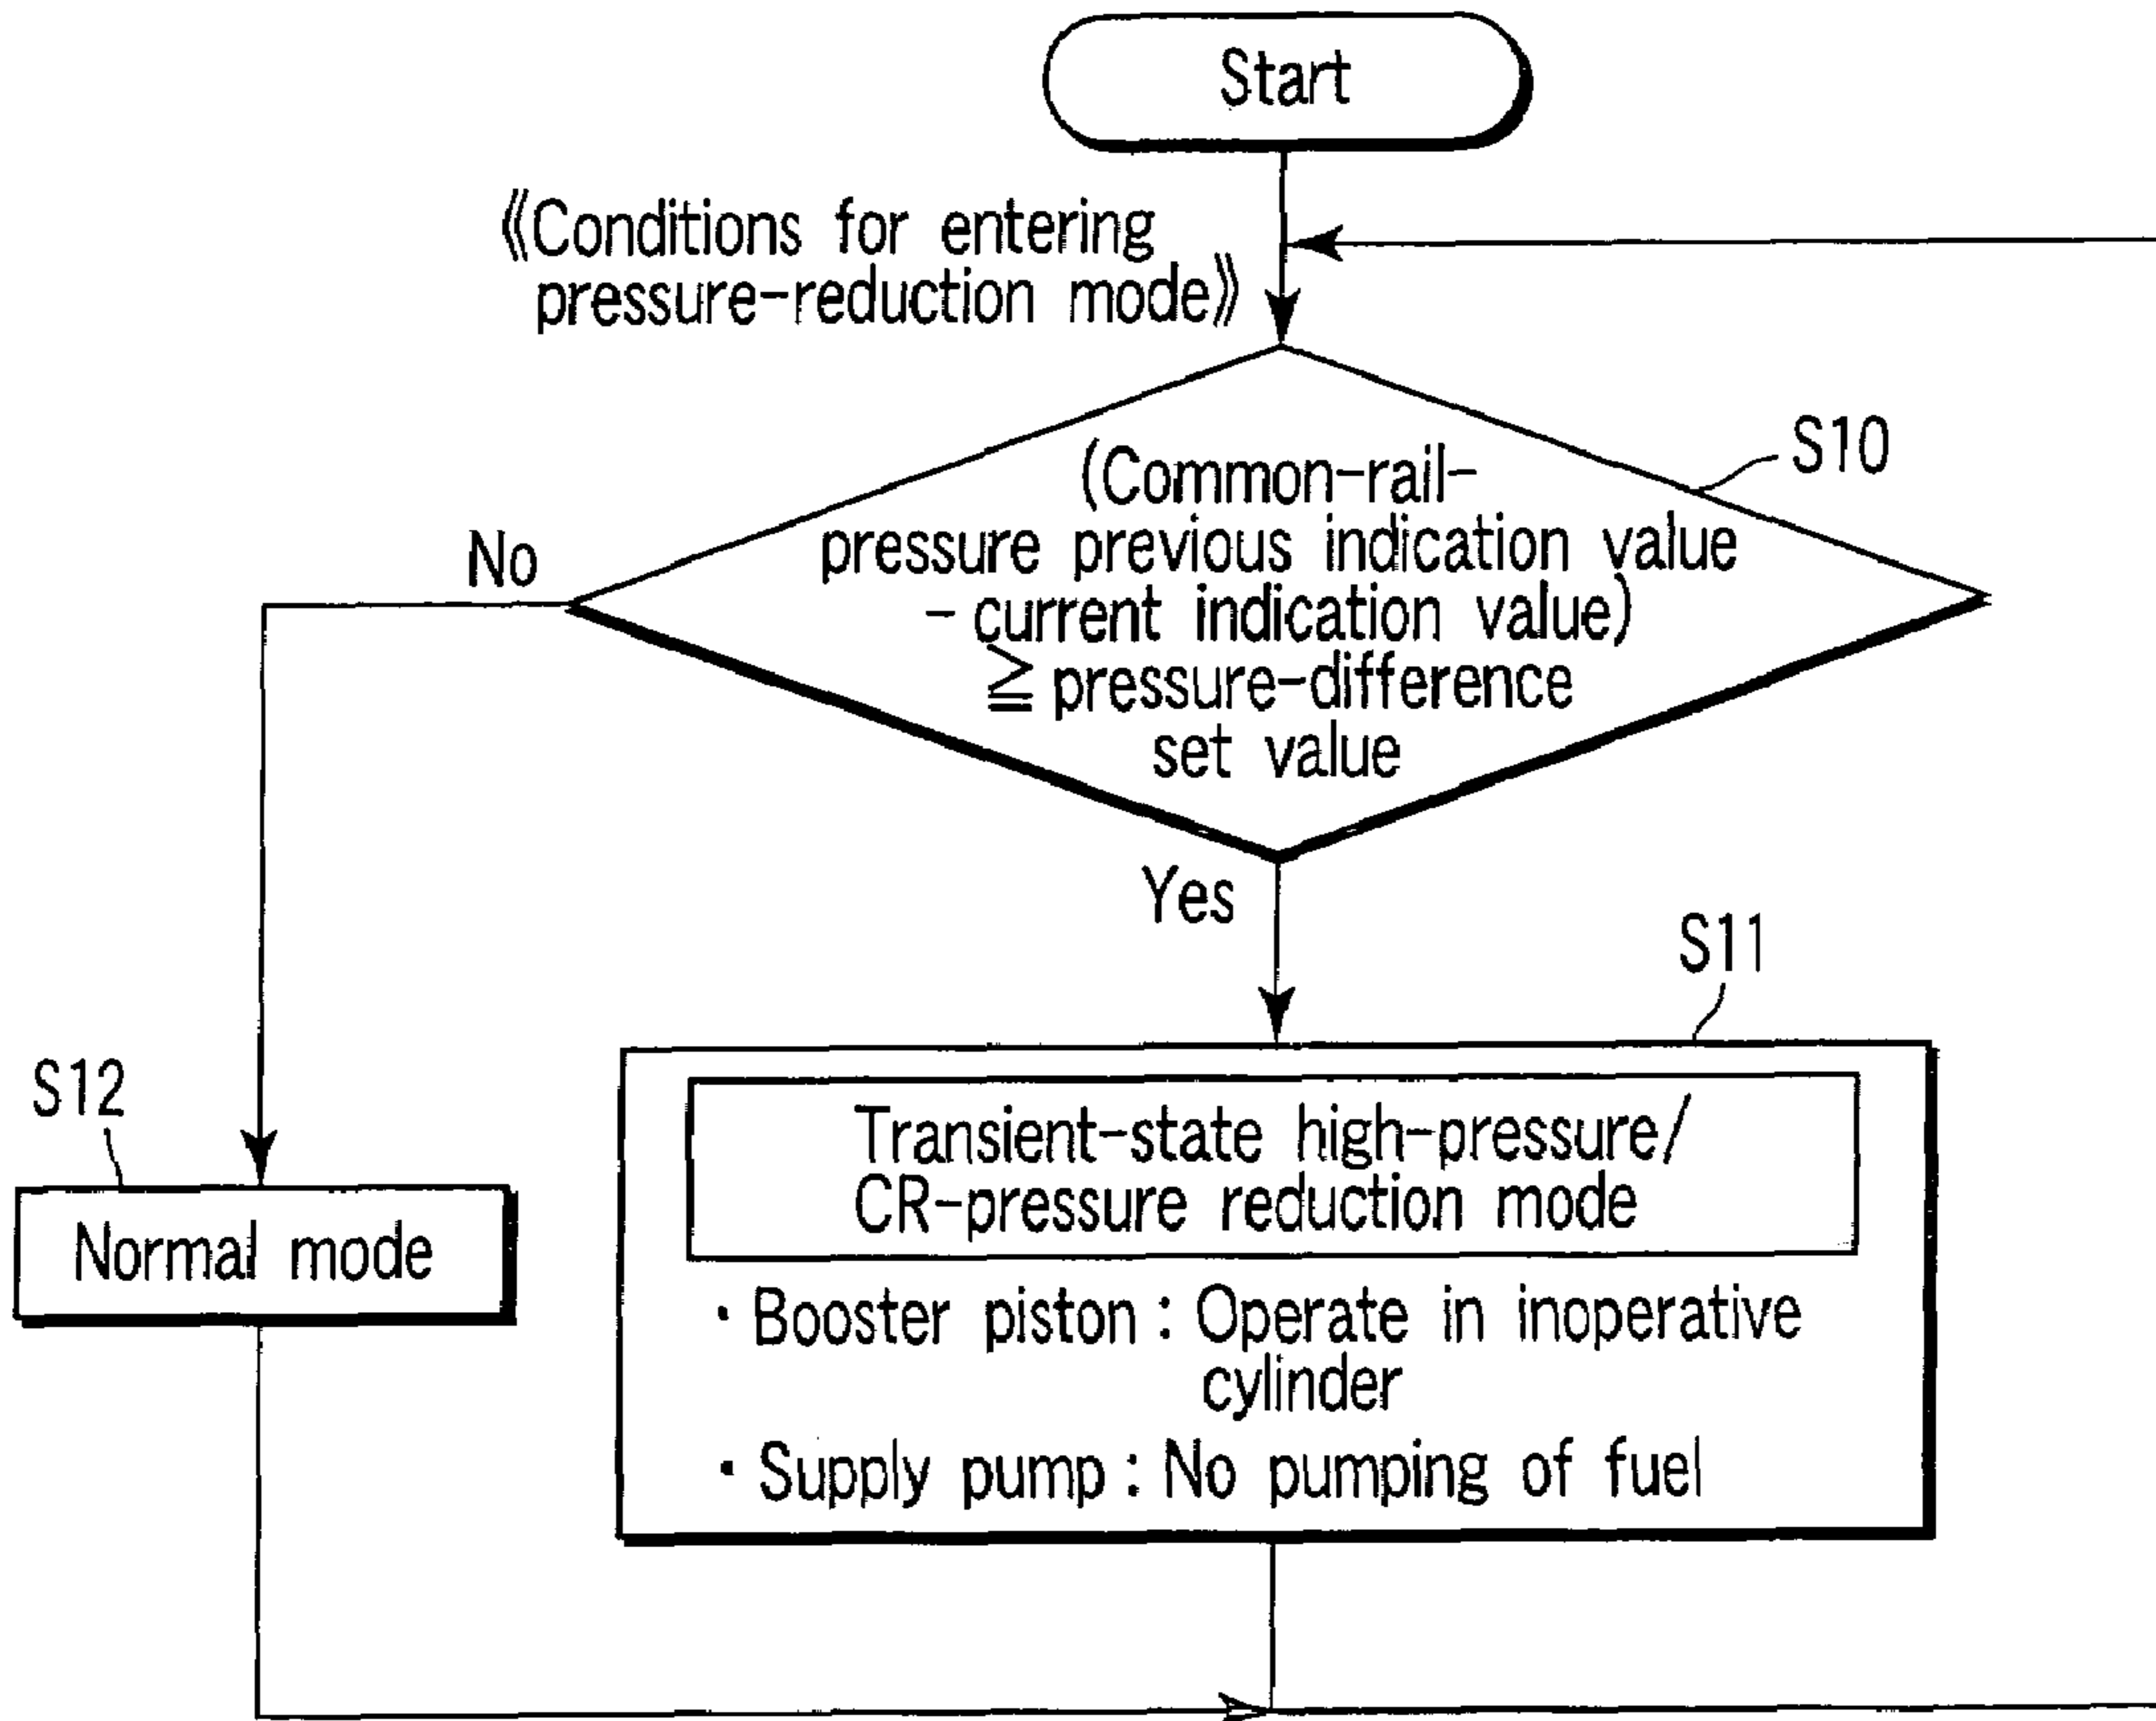 Start
《Conditions for entering
pressure-reduction mode》
S10
(Common-rail-
pressure previous indication value
- current indication value)
≧ pressure-difference
set value
No
Yes
S11
S12
Transient-state high-pressure/
CR-pressure reduction mode
Normal mode
・Booster piston : Operate in inoperative
cylinder
・Supply pump : No pumping of fuel